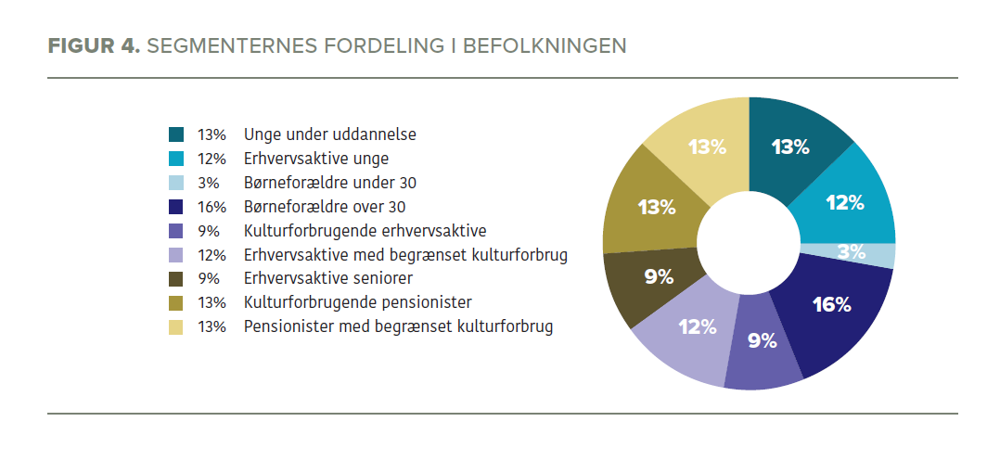 FIGUR 4. SEGMENTERNES FORDELING I BEFOLKNINGEN
13% Unge under uddannelse
12% Erhvervsaktive unge
3% Børneforældre under 30
16% Børneforældre over 30
9% Kulturforbrugende erhvervsaktive
12% Erhvervsaktive med begrænset kulturforbrug
9% Erhvervsaktive seniorer
13% Kulturforbrugende pensionister
13% Pensionister med begrænset kulturforbrug
13%
12%
3%
16%
9%
12%
9%
13%
13%